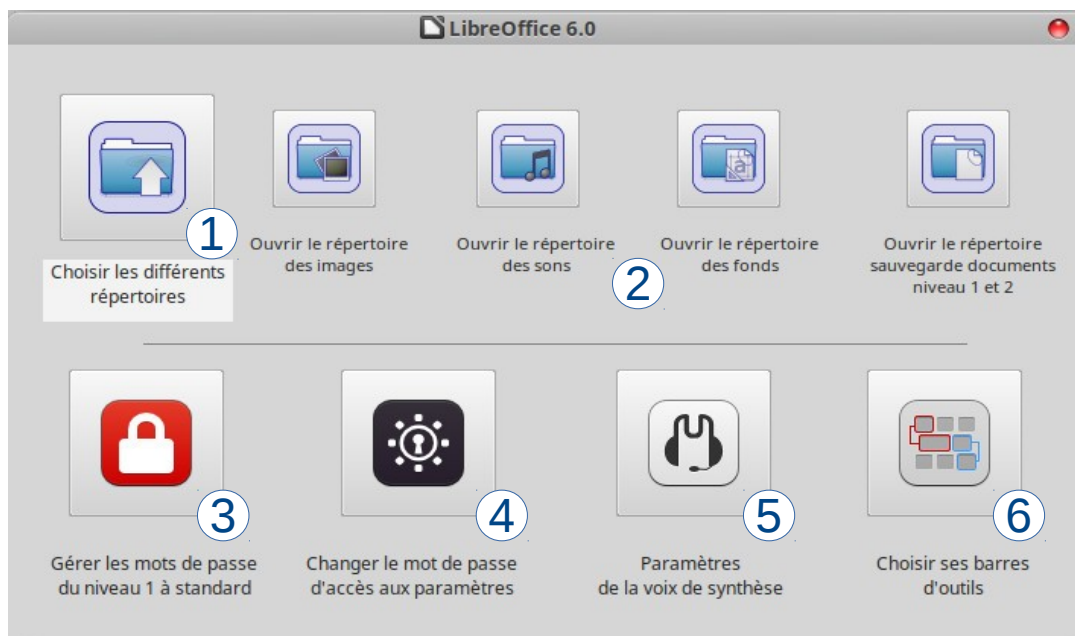 LibreOffice 6.0
1
Choisir les différents
répertoires
Ouvrir le répertoire
des images
Ouvrir le répertoire
des sons
2
Ouvrir le répertoire
des fonds
Ouvrir le répertoire
sauvegarde documents
niveau 1 et 2
3
Gérer les mots de passe
du niveau 1 à standard
4
Changer le mot de passe
d'accès aux paramètres
5
Paramètres
de la voix de synthèse
6
Choisir ses barres
d'outils